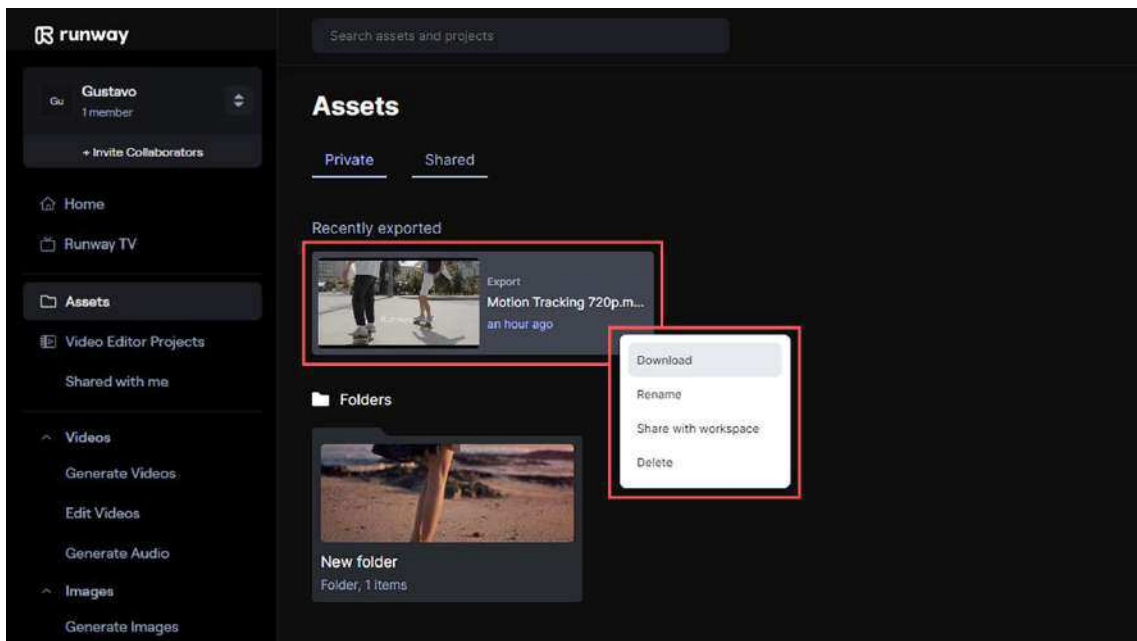 runway
Search assets and projects
Gu
Gustavo
1 member
+ Invite Collaborators
Home
Runway TV
Assets
Video Editor Projects
Shared with me
Videos
Generate Videos
Edit Videos
Generate Audio
Images
Generate Images
Assets
Private
Shared
Recently exported
Export
Motion Tracking 720p.m...
an hour ago
Download
Rename
Share with workspace
Delete
Folders
New folder
Folder, 1 items